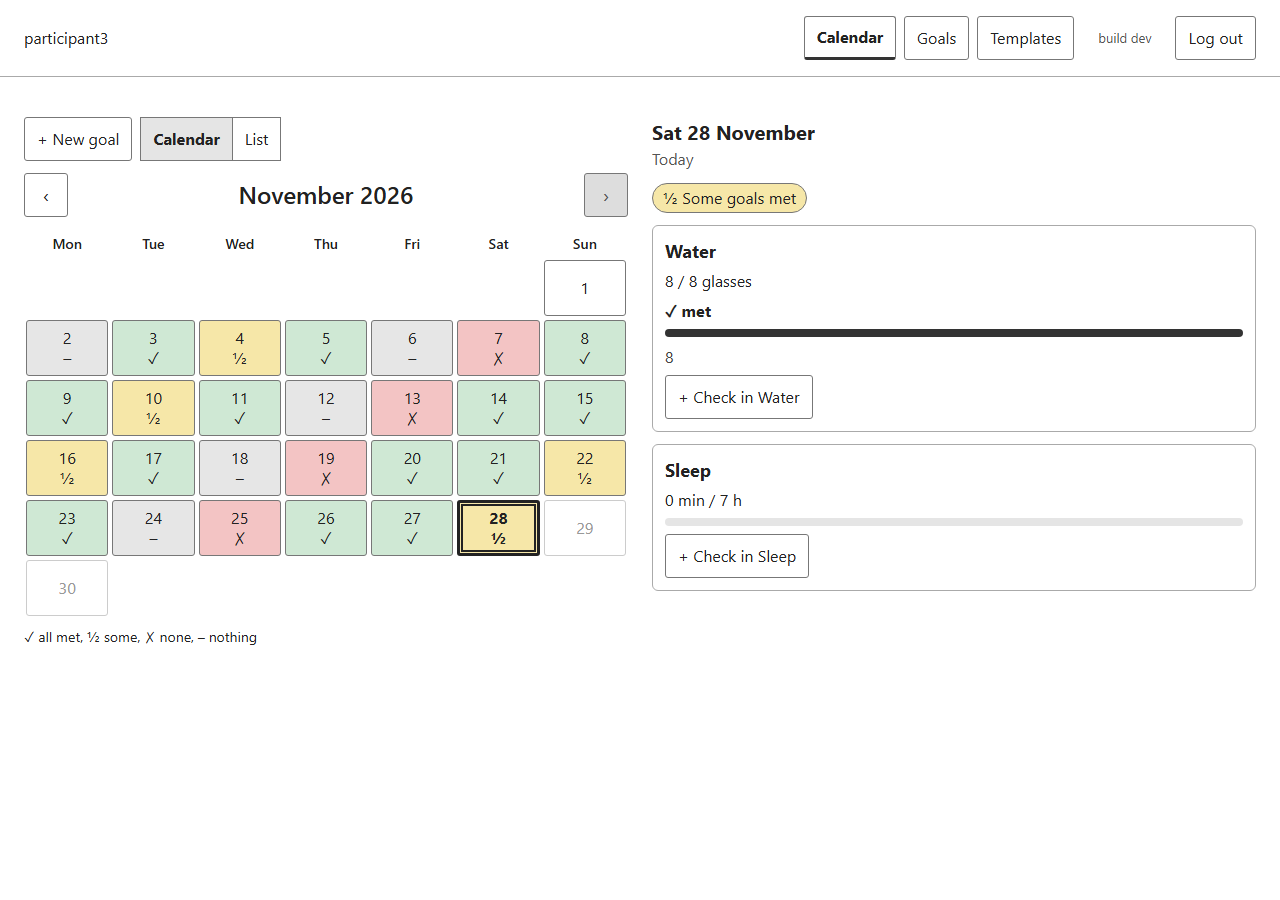 participant3
Calendar
Goals
Templates
build dev
Log out
+ New goal
Calendar
List
‹
November 2026
›
Mon Tue Wed Thu Fri Sat Sun
1
2 3 4 5 6 7 8
– ✓ ½ ✓ – ✗ ✓
9 10 11 12 13 14 15
✓ ½ ✓ – ✗ ✓ ✓
16 17 18 19 20 21 22
½ ✓ – ✗ ✓ ✓ ½
23 24 25 26 27 28 29
✓ – ✗ ✓ ✓ ½
30
✓ all met, ½ some, ✗ none, – nothing
Sat 28 November
Today
½ Some goals met
Water
8 / 8 glasses
✓ met
8
+ Check in Water
Sleep
0 min / 7 h
+ Check in Sleep